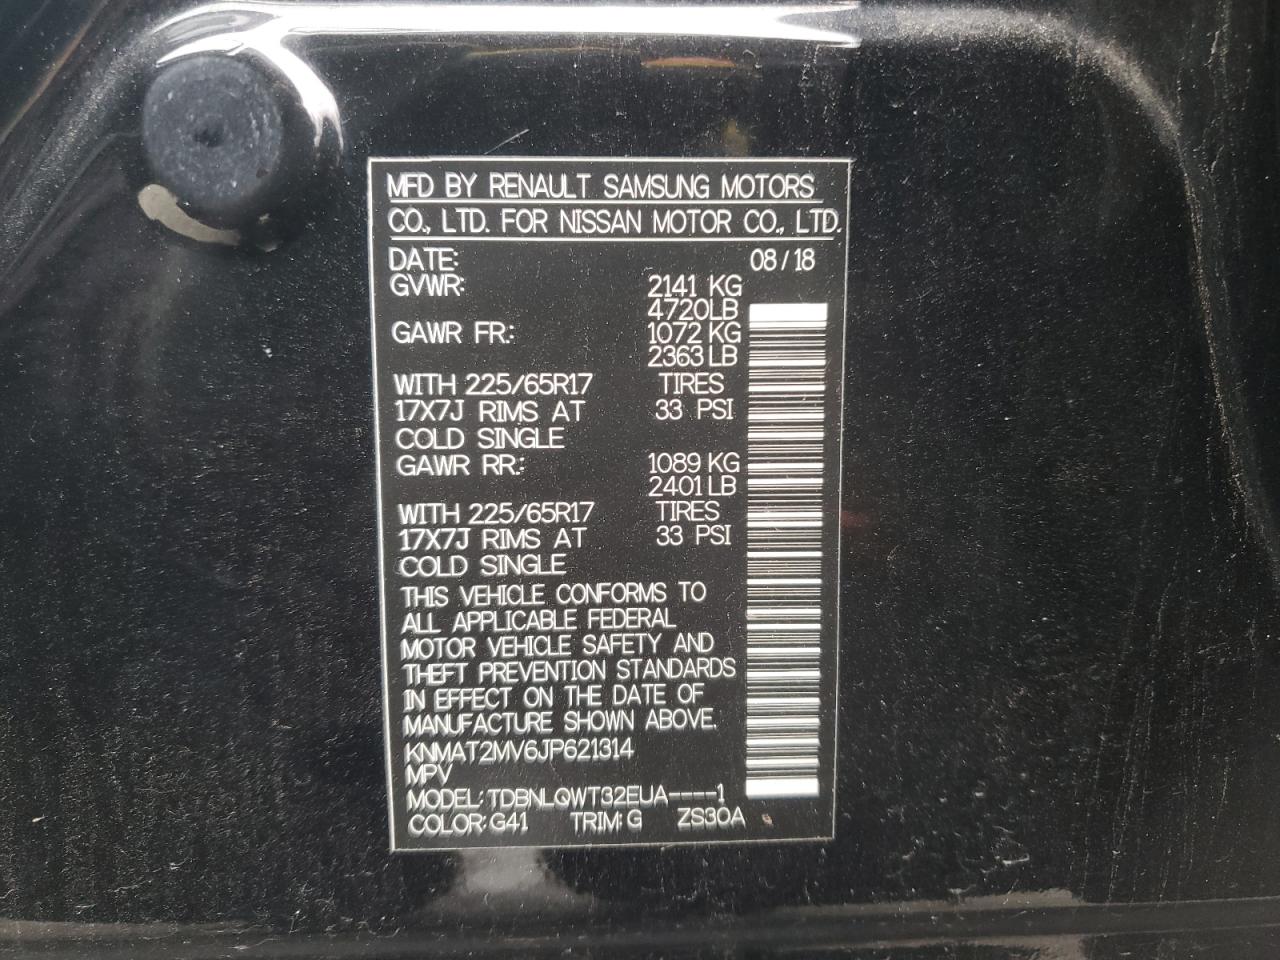 MFD BY RENAULT SAMSUNG MOTORS
CO., LTD. FOR NISSAN MOTOR CO., LTD.
DATE: 08/18
GVWR: 2141 KG
4720LB
GAWR FR: 1072 KG
2363 LB
WITH 225/65R17 TIRES
17X7J RIMS AT 33 PSI
COLD SINGLE
GAWR RR: 1089 KG
2401 LB
WITH 225/65R17 TIRES
17X7J RIMS AT 33 PSI
COLD SINGLE
THIS VEHICLE CONFORMS TO
ALL APPLICABLE FEDERAL
MOTOR VEHICLE SAFETY AND
THEFT PREVENTION STANDARDS
IN EFFECT ON THE DATE OF
MANUFACTURE SHOWN ABOVE.
KNMAT2MV6JP621314
MPV
MODEL: TDBNLQWT32EUA----1
COLOR: G41 TRIM: G ZS30A